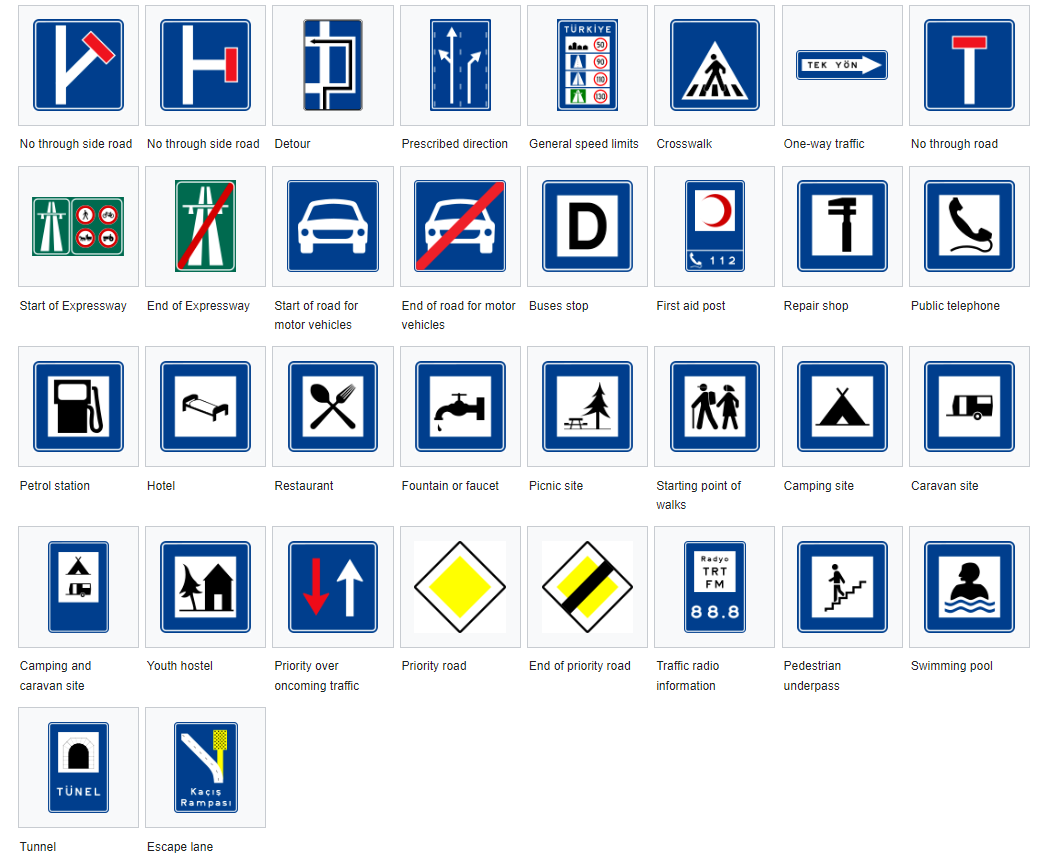 TÜRKİYE
50
90
110
130
TEK YÖN
No through side road
No through side road
Detour
Prescribed direction
General speed limits
Crosswalk
One-way traffic
No through road
D
112
Start of Expressway
End of Expressway
Start of road for
motor vehicles
End of road for motor
vehicles
Buses stop
First aid post
Repair shop
Public telephone
Petrol station
Hotel
Restaurant
Fountain or faucet
Picnic site
Starting point of
walks
Camping site
Caravan site
Radyo
TRT
FM
88.8
Camping and
caravan site
Youth hostel
Priority over
oncoming traffic
Priority road
End of priority road
Traffic radio
information
Pedestrian
underpass
Swimming pool
TÜNEL
Kaçış
Rampası
Tunnel
Escape lane